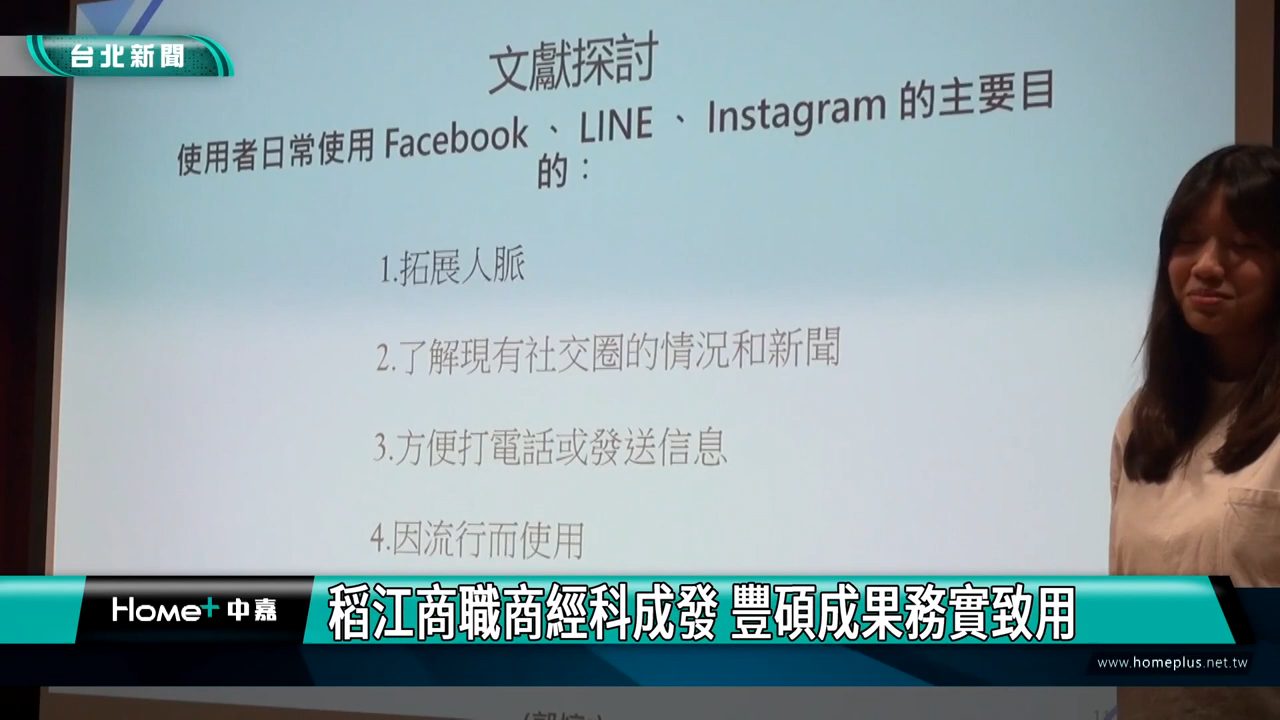 台北新聞
文獻探討
使用者日常使用 Facebook 、 LINE 、 Instagram 的主要目
的：
1.拓展人脈
2.了解現有社交圈的情況和新聞
3.方便打電話或發送信息
4.因流行而使用
Home+ 中嘉
稻江商職商經科成發 豐碩成果務實致用
www.homeplus.net.tw